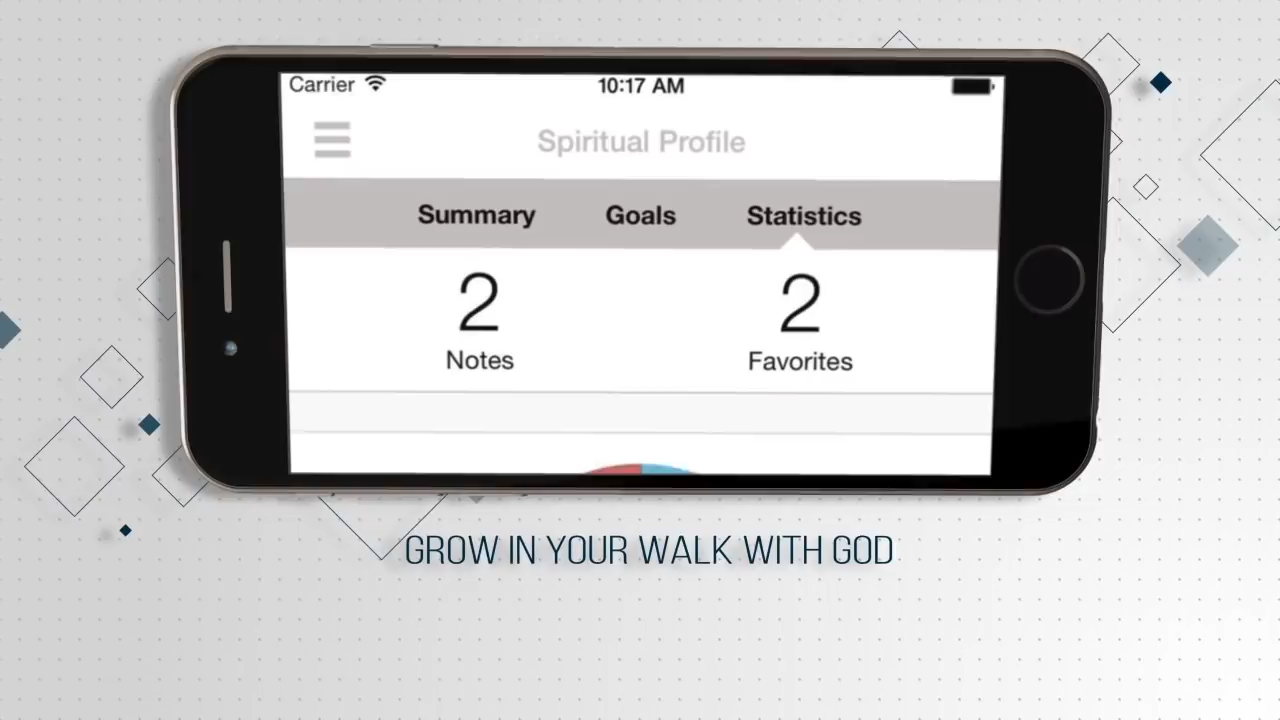 Carrier 10:17 AM
Spiritual Profile
Summary Goals Statistics
2 2
Notes Favorites
GROW IN YOUR WALK WITH GOD